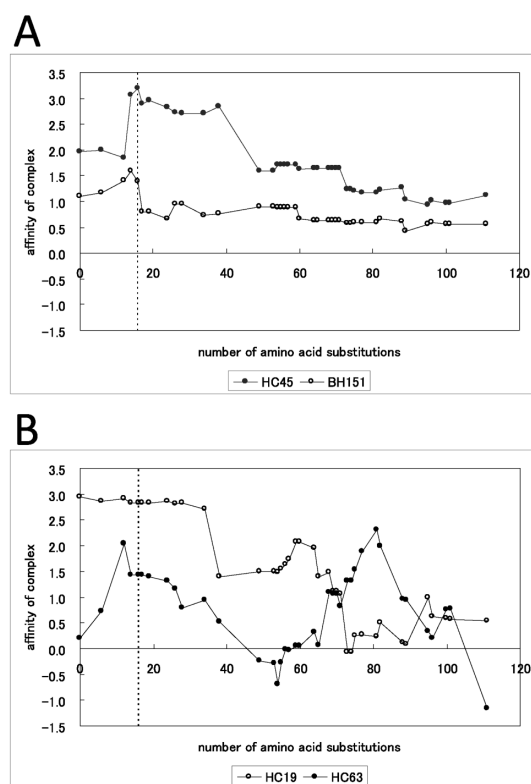 A
3.5
3.0
2.5
2.0
1.5
1.0
0.5
0.0
−0.5
−1.0
−1.5
affinity of complex
0 20 40 60 80 100 120
number of amino acid substitutions
HC45 BH151
B
3.5
3.0
2.5
2.0
1.5
1.0
0.5
0.0
−0.5
−1.0
−1.5
affinity of complex
0 20 40 60 80 100 120
number of amino acid substitutions
HC19 HC63